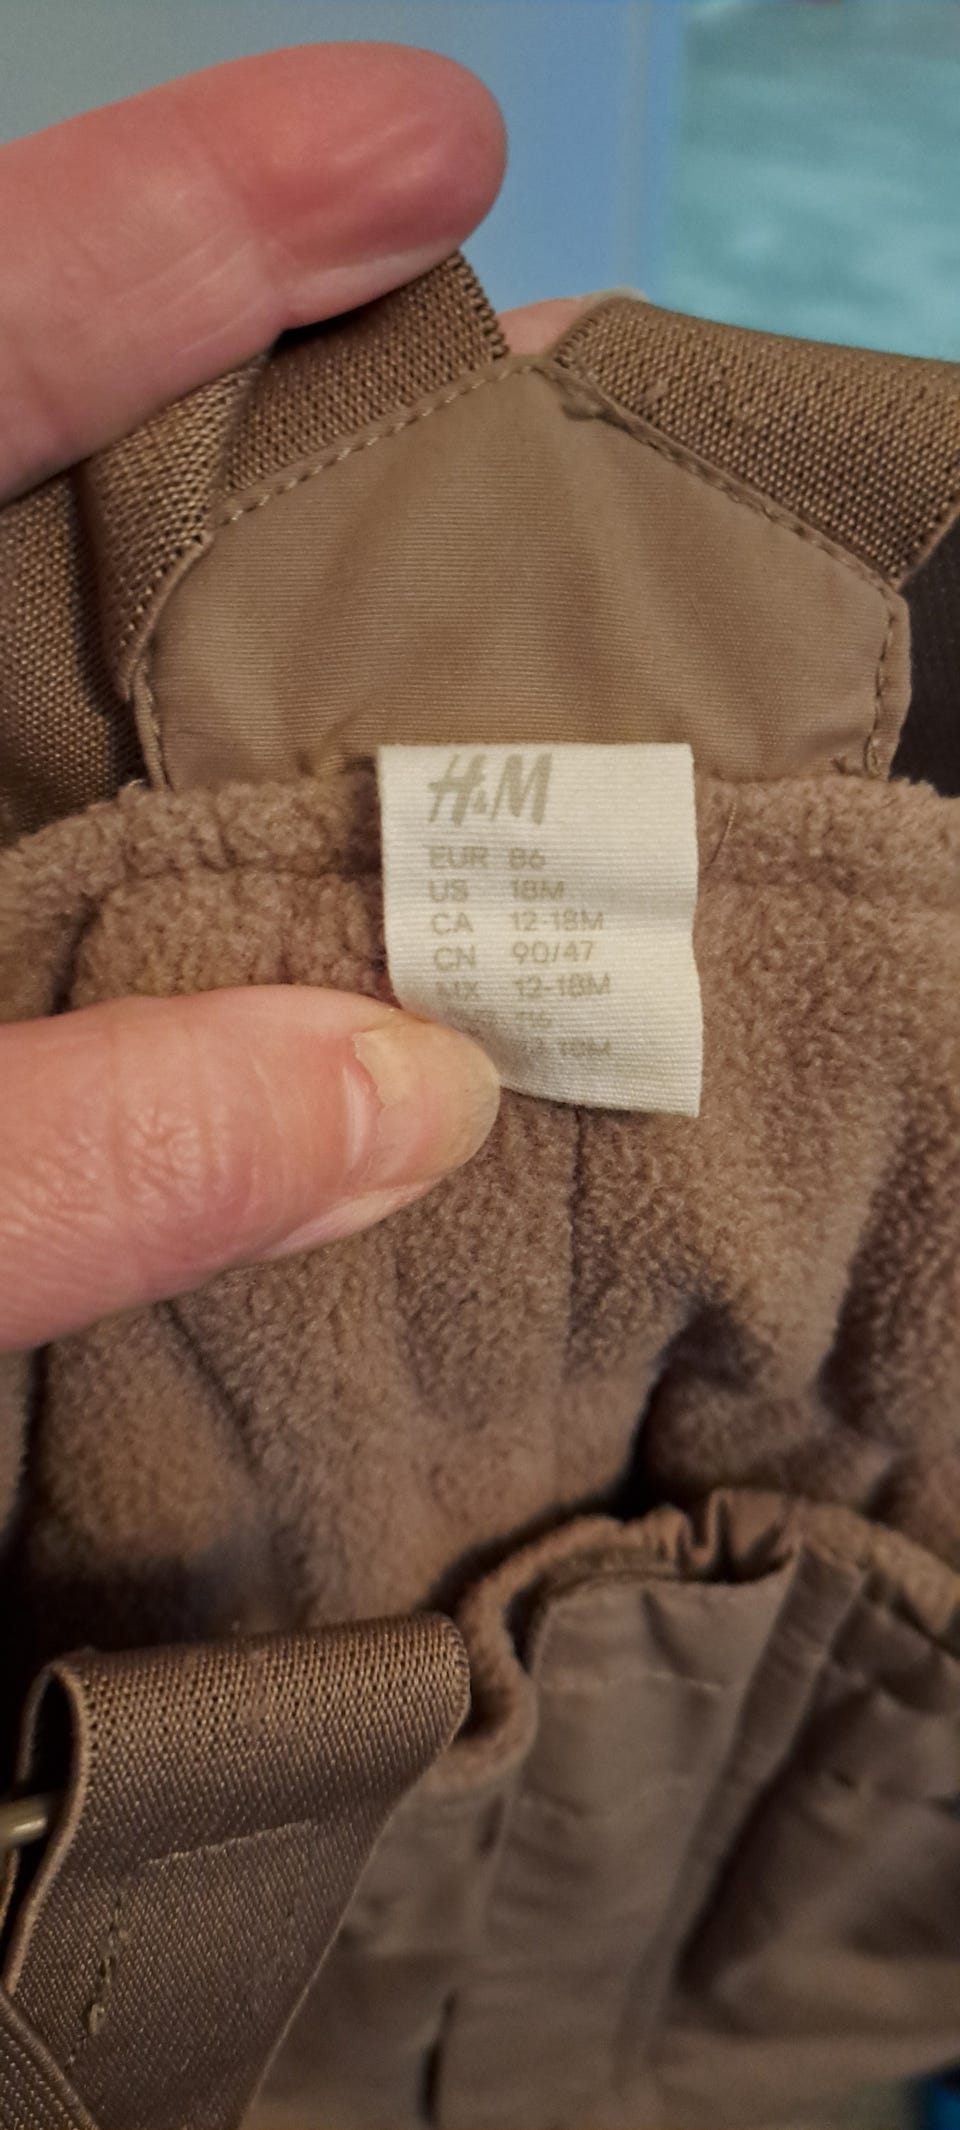 H&M
EUR 86
US 18M
CA 12-18M
CN 90/47
MX 12-18M